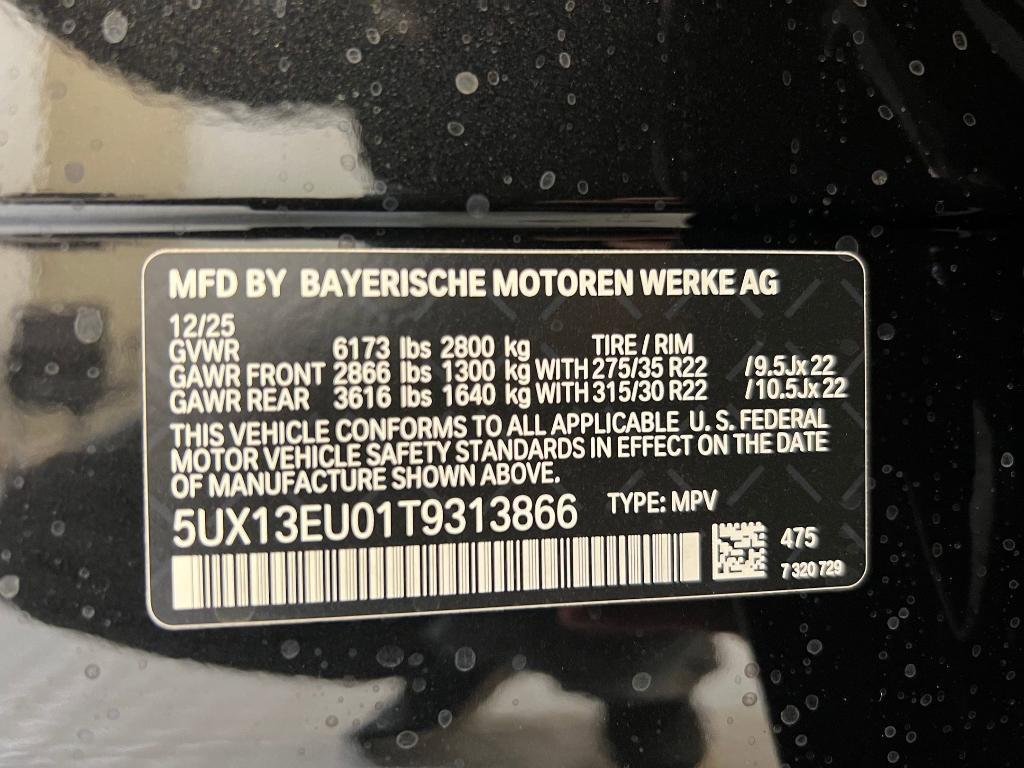 MFD BY BAYERISCHE MOTOREN WERKE AG
12/25
GVWR 6173 lbs 2800 kg TIRE / RIM
GAWR FRONT 2866 lbs 1300 kg WITH 275/35 R22 /9.5Jx22
GAWR REAR 3616 lbs 1640 kg WITH 315/30 R22 /10.5Jx22
THIS VEHICLE CONFORMS TO ALL APPLICABLE U. S. FEDERAL
MOTOR VEHICLE SAFETY STANDARDS IN EFFECT ON THE DATE
OF MANUFACTURE SHOWN ABOVE.
5UX13EU01T9313866 TYPE: MPV
475
7 320 729